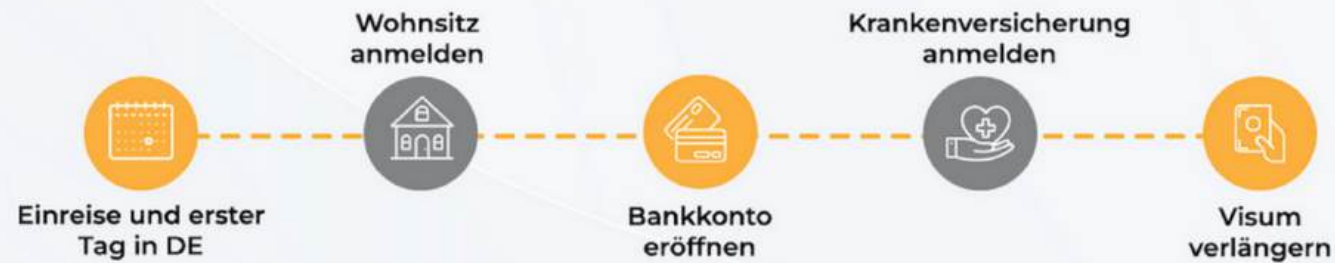 Wohnsitz
anmelden
Krankenversicherung
anmelden
Einreise und erster
Tag in DE
Bankkonto
eröffnen
Visum
verlängern